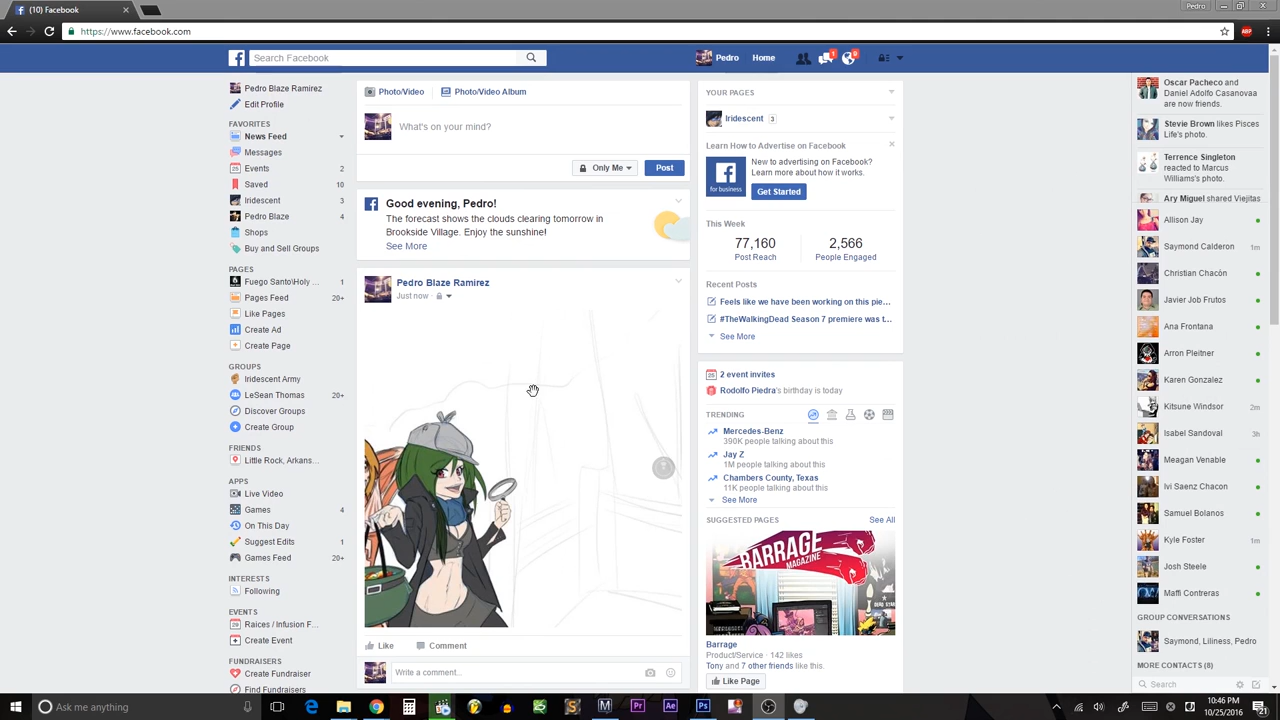 (10) Facebook
Pedro
https://www.facebook.com
ABP
Search Facebook
Pedro
Home
1
9
Pedro Blaze Ramirez
Edit Profile
FAVORITES
News Feed
Messages
Events 2
Saved 10
Iridescent 3
Pedro Blaze 4
Shops
Buy and Sell Groups
PAGES
Fuego Santo\Holy ... 1
Pages Feed 20+
Like Pages
Create Ad
Create Page
GROUPS
Iridescent Army
LeSean Thomas 20+
Discover Groups
Create Group
FRIENDS
Little Rock, Arkans...
APPS
Live Video
Games 4
On This Day
Suggest Edits 1
Games Feed 20+
INTERESTS
Following
EVENTS
Raices / Infusion F...
Create Event
FUNDRAISERS
Create Fundraiser
Find Fundraisers
Photo/Video
Photo/Video Album
What's on your mind?
Only Me
Post
Good evening, Pedro!
The forecast shows the clouds clearing tomorrow in
Brookside Village. Enjoy the sunshine!
See More
Pedro Blaze Ramirez
Just now
Like
Comment
Write a comment...
YOUR PAGES
Iridescent 3
Learn How to Advertise on Facebook
for business
New to advertising on Facebook?
Learn more about how it works.
Get Started
This Week
77,160
Post Reach
2,566
People Engaged
Recent Posts
Feels like we have been working on this pie...
#TheWalkingDead Season 7 premiere was t...
See More
2 event invites
Rodolfo Piedra's birthday is today
TRENDING
Mercedes-Benz
390K people talking about this
Jay Z
1M people talking about this
Chambers County, Texas
11K people talking about this
See More
SUGGESTED PAGES
See All
BARRAGE
MAGAZINE
Barrage
Product/Service · 142 likes
Tony and 7 other friends like this.
Like Page
Oscar Pacheco and
Daniel Adolfo Casanovaa
are now friends.
Stevie Brown likes Pisces
Life's photo.
Terrence Singleton
reacted to Marcus
Williams's photo.
Ary Miguel shared Viejitas
Allison Jay
Saymond Calderon 1m
Christian Chacón
Javier Job Frutos
Ana Frontana
Arron Pleitner
Karen Gonzalez
Kitsune Windsor 2m
Isabel Sandoval 3h
Meagan Venable
Ivi Saenz Chacon
Samuel Bolanos
Kyle Foster 1m
Josh Steele
Maffi Contreras
GROUP CONVERSATIONS
Saymond, Liliness, Pedro
MORE CONTACTS (8)
Search
Ask me anything
10:46 PM
10/25/2016